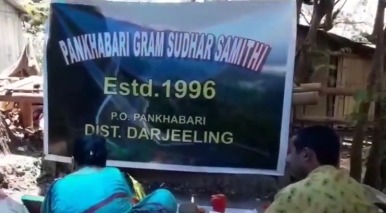 PANKHABARI GRAM SUDHAR SAMITHI
Estd.1996
P.O. PANKHABARI
DIST. DARJEELING